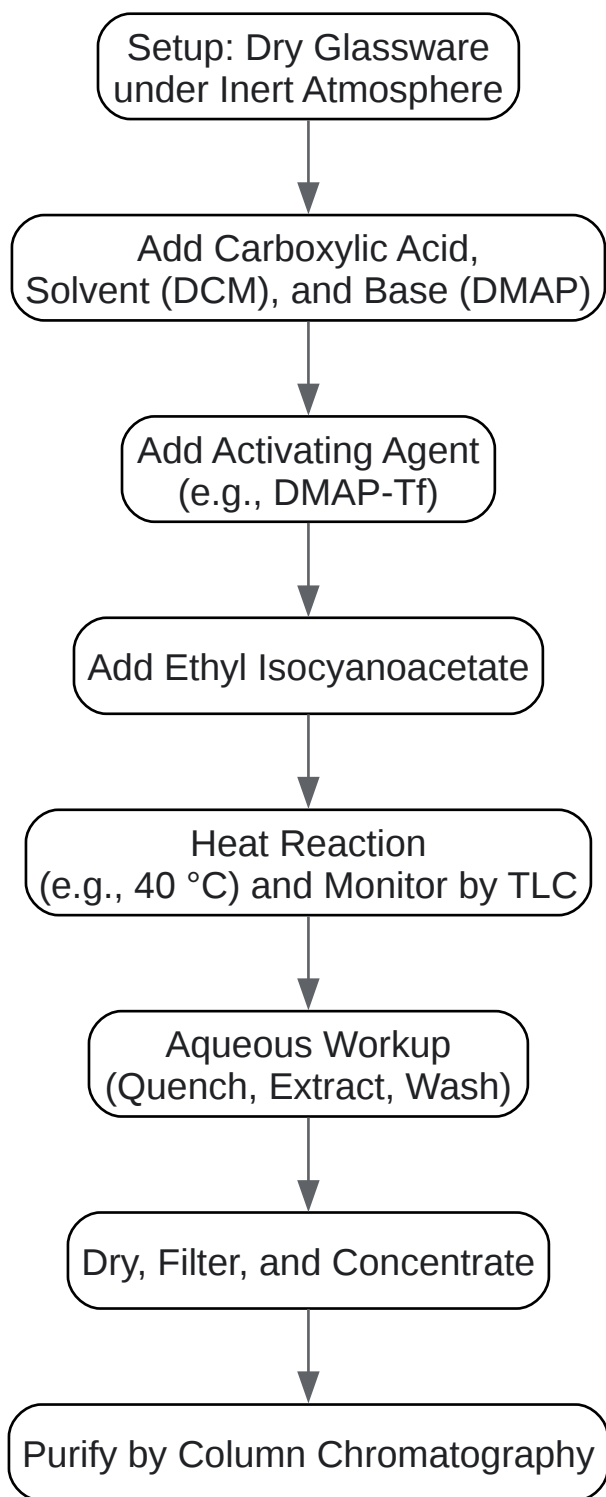 Setup: Dry Glassware
under Inert Atmosphere
Add Carboxylic Acid,
Solvent (DCM), and Base (DMAP)
Add Activating Agent
(e.g., DMAP-Tf)
Add Ethyl Isocyanoacetate
Heat Reaction
(e.g., 40 °C) and Monitor by TLC
Aqueous Workup
(Quench, Extract, Wash)
Dry, Filter, and Concentrate
Purify by Column Chromatography